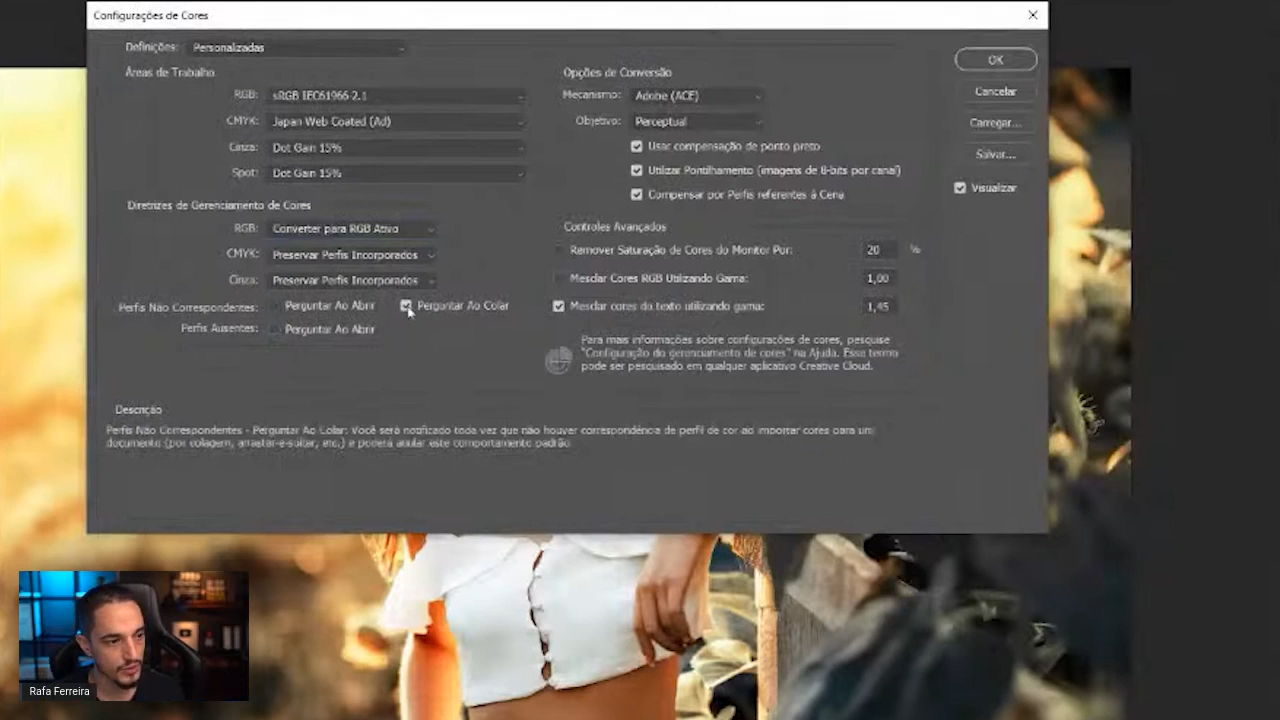 Configurações de Cores
Definições: Personalizadas
Áreas de Trabalho
RGB: sRGB IEC61966-2.1
CMYK: Japan Web Coated (Ad)
Cinza: Dot Gain 15%
Spot: Dot Gain 15%
Diretrizes de Gerenciamento de Cores
RGB: Converter para RGB Ativo
CMYK: Preservar Perfis Incorporados
Cinza: Preservar Perfis Incorporados
Perfis Não Correspondentes: Perguntar Ao Abrir Perguntar Ao Colar
Perfis Ausentes: Perguntar Ao Abrir
Opções de Conversão
Mecanismo: Adobe (ACE)
Objetivo: Perceptual
Usar compensação de ponto preto
Utilizar Pontilhamento (imagens de 8-bits por canal)
Compensar por Perfis referentes à Cena
Controles Avançados
Remover Saturação de Cores do Monitor Por: 20 %
Mesclar Cores RGB Utilizando Gama: 1,00
Mesclar cores do texto utilizando gama: 1,45
Para mais informações sobre configurações de cores, pesquise
"Configuração do gerenciamento de cores" na Ajuda. Esse termo
pode ser pesquisado em qualquer aplicativo Creative Cloud.
OK
Cancelar
Carregar...
Salvar...
Visualizar
Descrição
Perfis Não Correspondentes - Perguntar Ao Colar: Você será notificado toda vez que não houver correspondência de perfil de cor ao importar cores para um
documento (por colagem, arrastar-e-soltar, etc.) e poderá anular este comportamento padrão
Rafa Ferreira